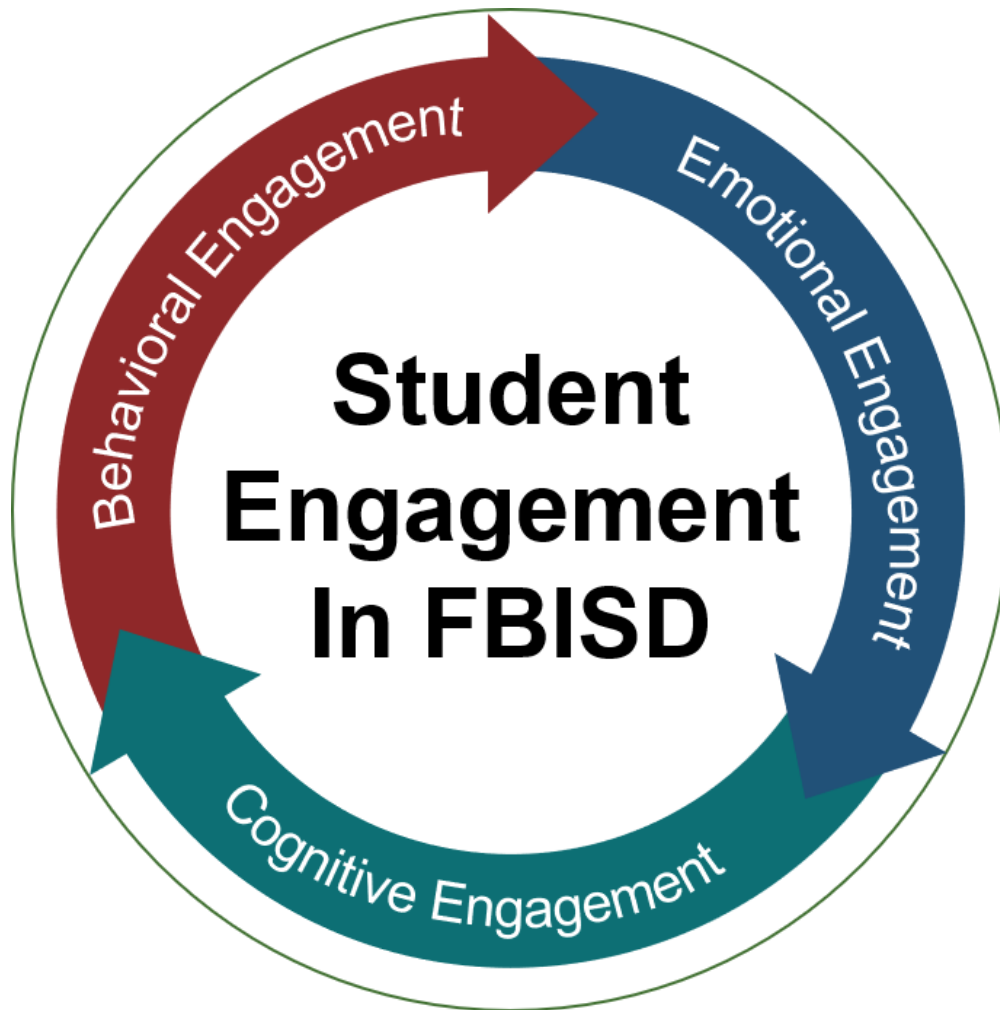 Behavioral Engagement
Emotional Engagement
Student
Engagement
In FBISD
Cognitive Engagement